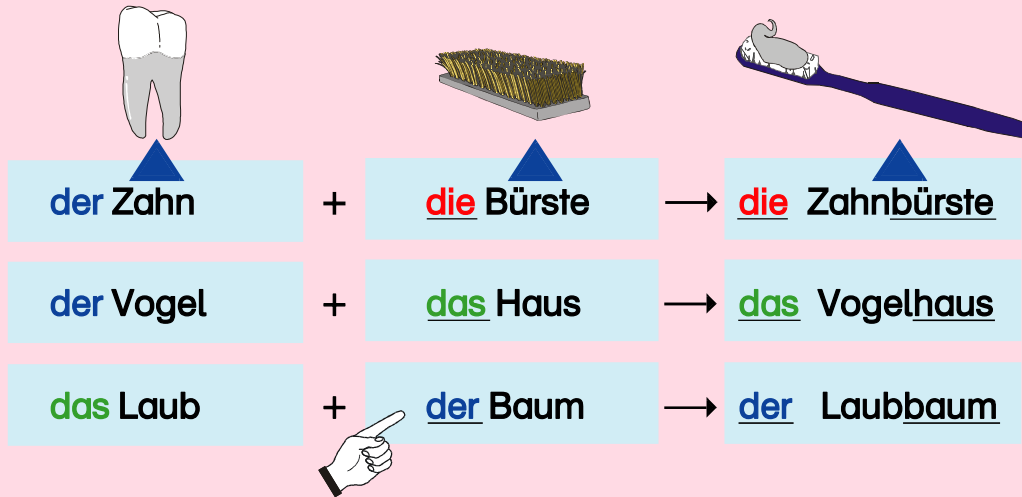 der Zahn + die Bürste → die Zahnbürste
der Vogel + das Haus → das Vogelhaus
das Laub + der Baum → der Laubbaum